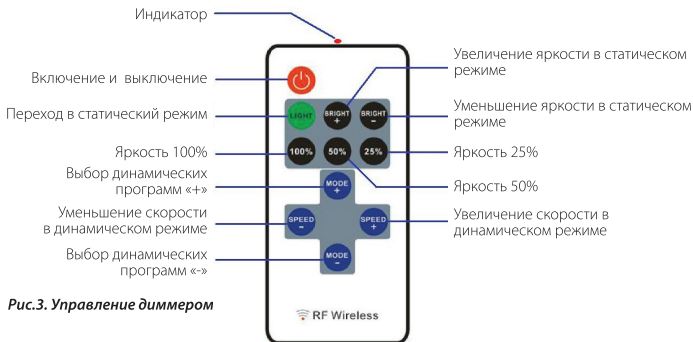 Индикатор
Включение и выключение
Переход в статический режим
Яркость 100%
Выбор динамических
программ «+»
Уменьшение скорости
в динамическом режиме
Выбор динамических
программ «-»
Увеличение яркости в статическом
режиме
Уменьшение яркости в статическом
режиме
Яркость 25%
Яркость 50%
Увеличение скорости в
динамическом режиме
LIGHT
BRIGHT
+
BRIGHT
-
100%
50%
25%
MODE
+
SPEED
-
SPEED
+
MODE
-
RF Wireless
Рис.3. Управление диммером